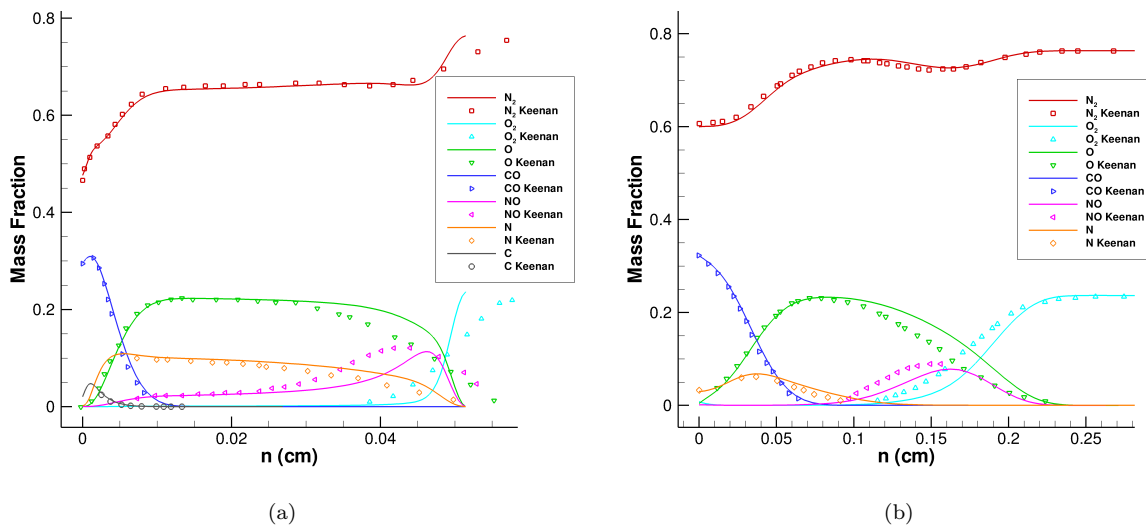 0.8
0.6
0.4
0.2
0
Mass Fraction
0
0.02
0.04
n (cm)
N2
N2 Keenan
O2
O2 Keenan
O
O Keenan
CO
CO Keenan
NO
NO Keenan
N
N Keenan
C
C Keenan
(a)
0.8
0.6
0.4
0.2
0
Mass Fraction
0
0.05
0.1
0.15
0.2
0.25
n (cm)
N2
N2 Keenan
O2
O2 Keenan
O
O Keenan
CO
CO Keenan
NO
NO Keenan
N
N Keenan
(b)